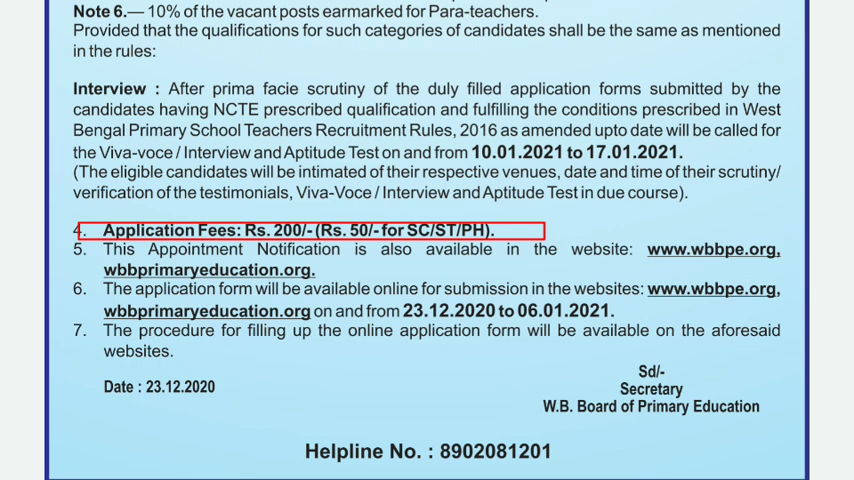 Note 6.— 10% of the vacant posts earmarked for Para-teachers.
Provided that the qualifications for such categories of candidates shall be the same as mentioned
in the rules:
Interview : After prima facie scrutiny of the duly filled application forms submitted by the
candidates having NCTE prescribed qualification and fulfilling the conditions prescribed in West
Bengal Primary School Teachers Recruitment Rules, 2016 as amended upto date will be called for
the Viva-voce / Interview and Aptitude Test on and from 10.01.2021 to 17.01.2021.
(The eligible candidates will be intimated of their respective venues, date and time of their scrutiny/
verification of the testimonials, Viva-Voce / Interview and Aptitude Test in due course).
4. Application Fees: Rs. 200/- (Rs. 50/- for SC/ST/PH).
5. This Appointment Notification is also available in the website: www.wbbpe.org,
wbbprimaryeducation.org.
6. The application form will be available online for submission in the websites: www.wbbpe.org,
wbbprimaryeducation.org on and from 23.12.2020 to 06.01.2021.
7. The procedure for filling up the online application form will be available on the aforesaid
websites.
Date : 23.12.2020
Sd/-
Secretary
W.B. Board of Primary Education
Helpline No. : 8902081201